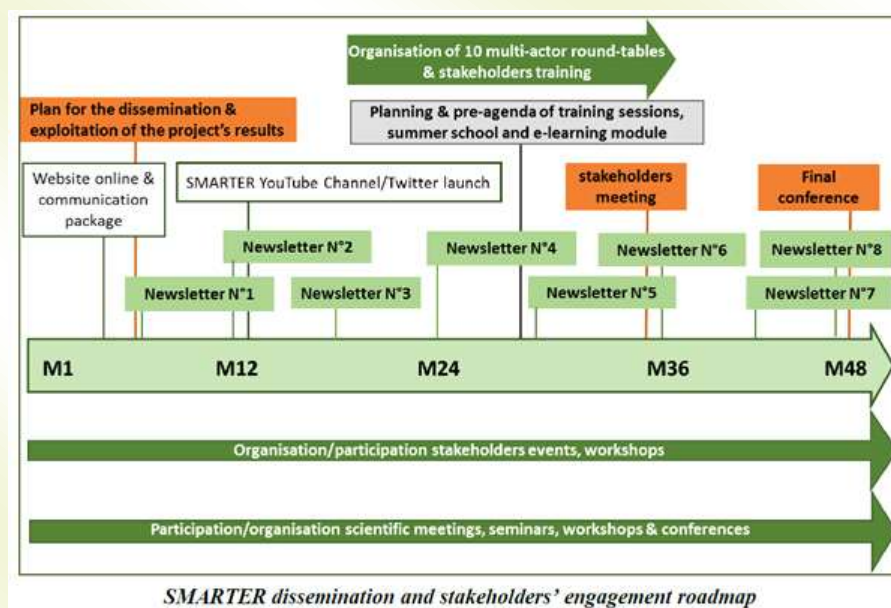 Organisation of 10 multi-actor round-tables
& stakeholders training
Plan for the dissemination &
exploitation of the project's results
Planning & pre-agenda of training sessions,
summer school and e-learning module
Website online &
communication
package
SMARTER YouTube Channel/Twitter launch
stakeholders
meeting
Final
conference
Newsletter N°2
Newsletter N°4
Newsletter N°6
Newsletter N°8
Newsletter N°1
Newsletter N°3
Newsletter N°5
Newsletter N°7
M1
M12
M24
M36
M48
Organisation/participation stakeholders events, workshops
Participation/organisation scientific meetings, seminars, workshops & conferences
SMARTER dissemination and stakeholders' engagement roadmap